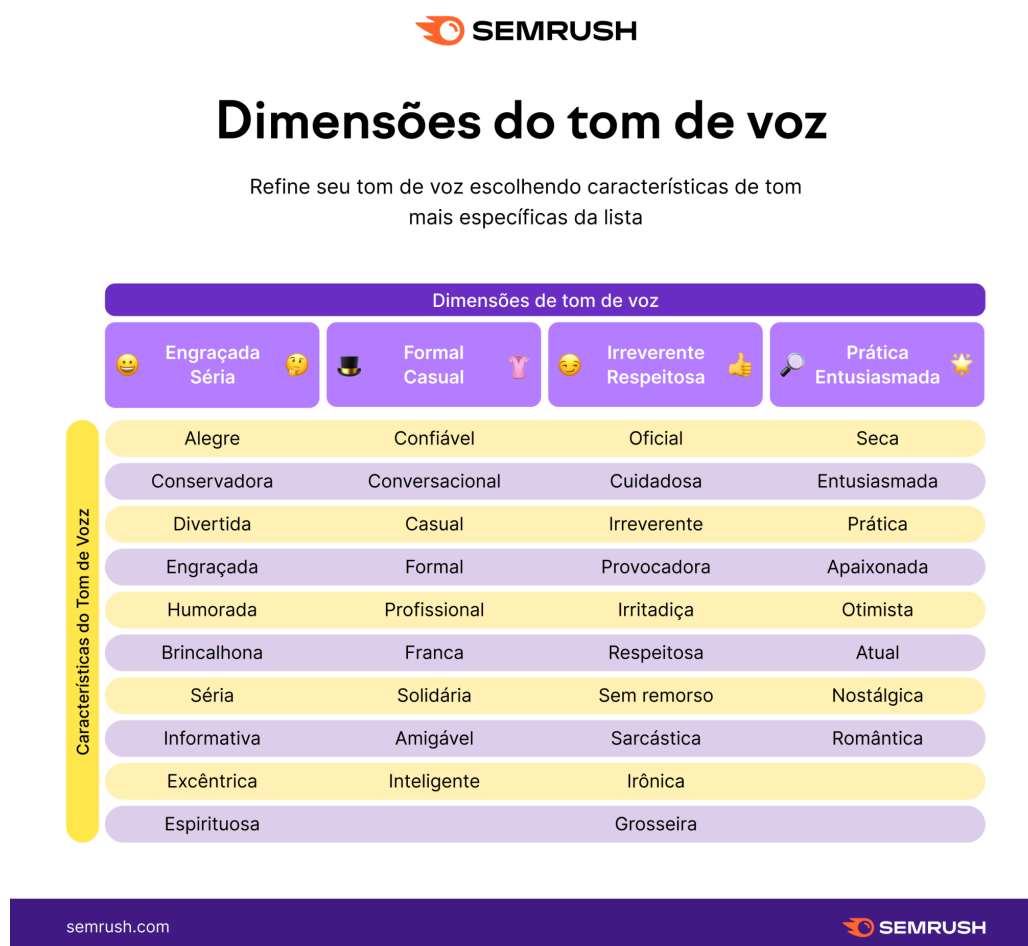 SEMRUSH
Dimensões do tom de voz
Refine seu tom de voz escolhendo características de tom
mais específicas da lista
Dimensões de tom de voz
Engraçada
Séria
Formal
Casual
Irreverente
Respeitosa
Prática
Entusiasmada
Características do Tom de Vozz
Alegre Confiável Oficial Seca
Conservadora Conversacional Cuidadosa Entusiasmada
Divertida Casual Irreverente Prática
Engraçada Formal Provocadora Apaixonada
Humorada Profissional Irritadiça Otimista
Brincalhona Franca Respeitosa Atual
Séria Solidária Sem remorso Nostálgica
Informativa Amigável Sarcástica Romântica
Excêntrica Inteligente Irônica
Espirituosa Grosseira
semrush.com SEMRUSH